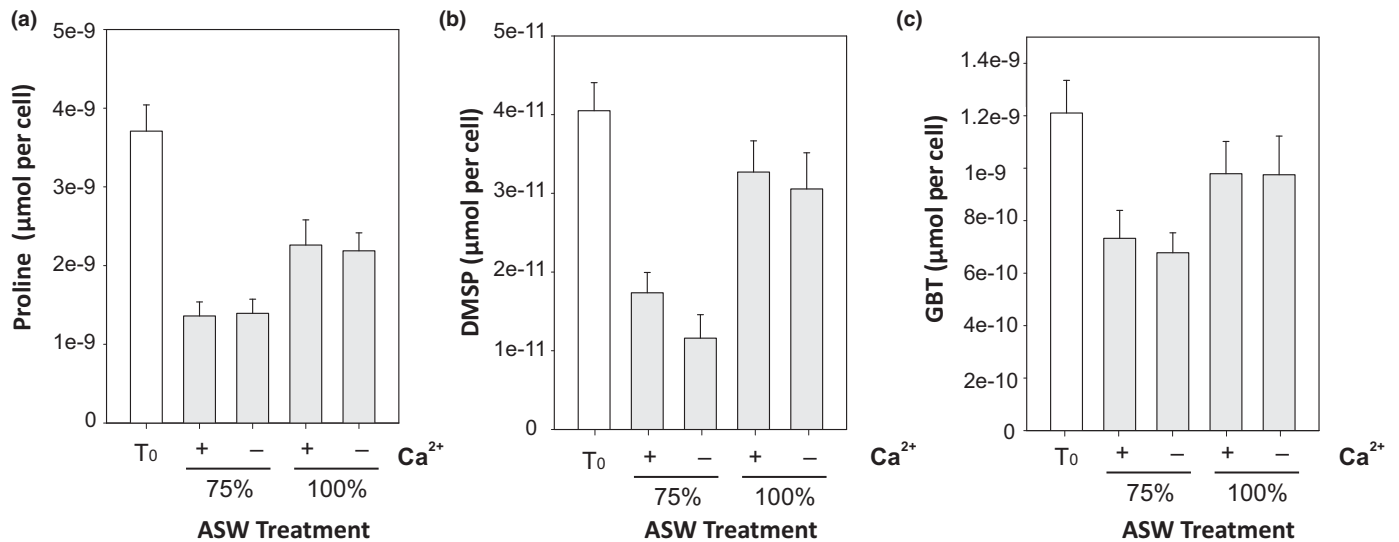 (a)
Proline (μmol per cell)
5e-9
4e-9
3e-9
2e-9
1e-9
0
T₀ + – + – Ca²⁺
75% 100%
ASW Treatment
(b)
DMSP (μmol per cell)
5e-11
4e-11
3e-11
2e-11
1e-11
0
T₀ + – + – Ca²⁺
75% 100%
ASW Treatment
(c)
GBT (μmol per cell)
1.4e-9
1.2e-9
1e-9
8e-10
6e-10
4e-10
2e-10
0
T₀ + – + – Ca²⁺
75% 100%
ASW Treatment